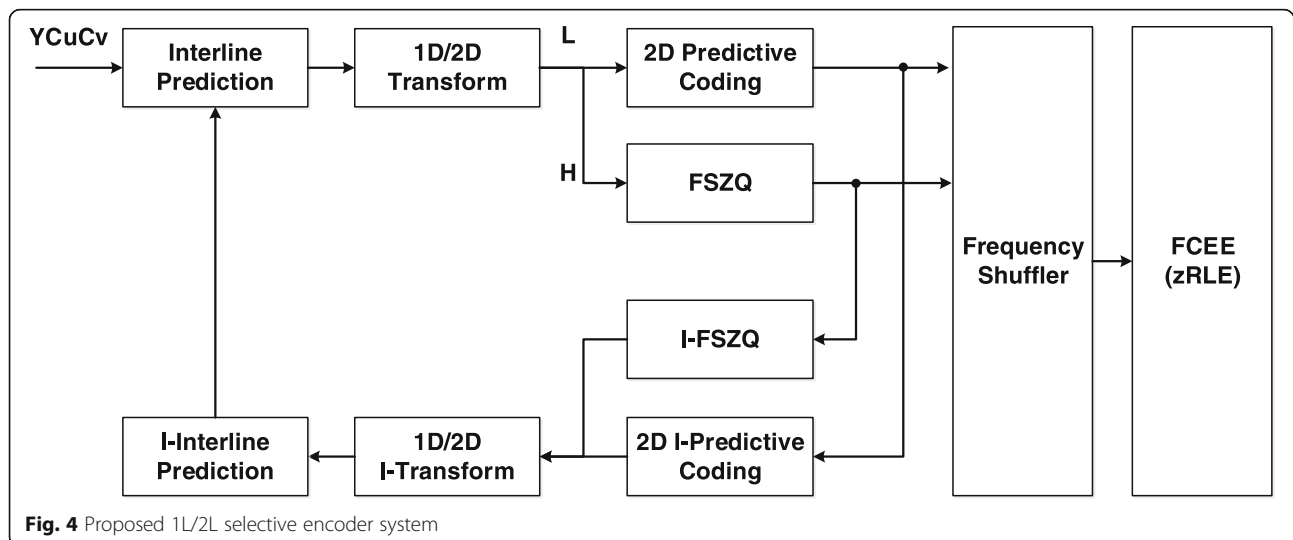 YCuCv
Interline
Prediction
1D/2D
Transform
L
2D Predictive
Coding
H
FSZQ
Frequency
Shuffler
FCEE
(zRLE)
I-FSZQ
I-Interline
Prediction
1D/2D
I-Transform
2D I-Predictive
Coding
Fig. 4 Proposed 1L/2L selective encoder system